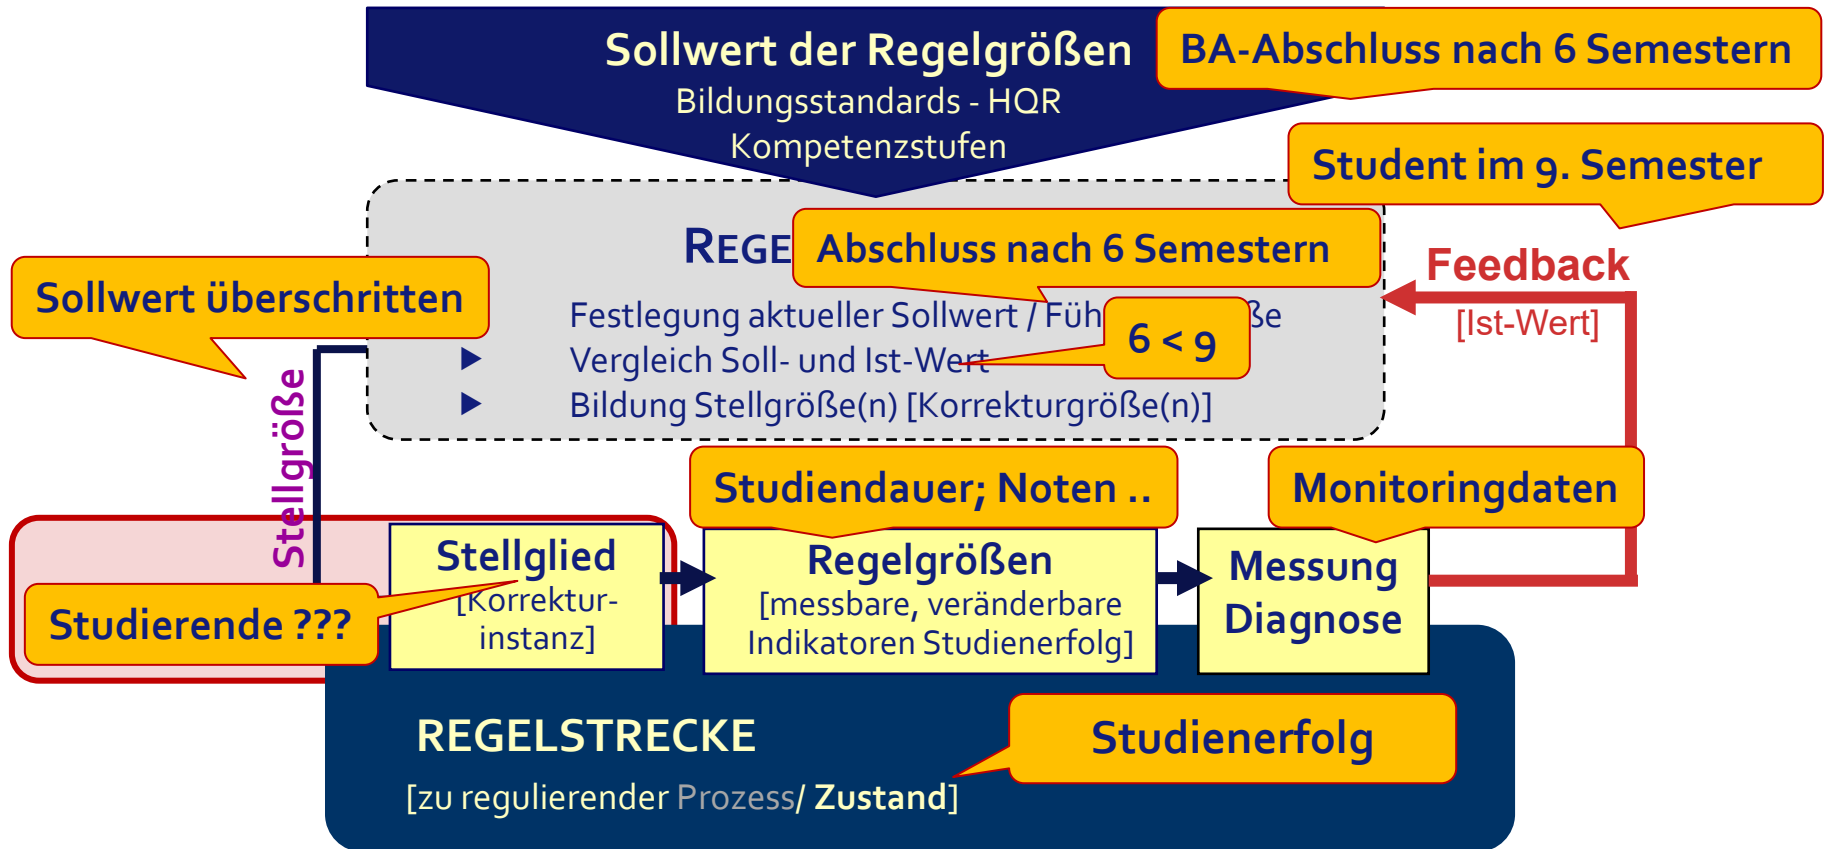 Sollwert der Regelgrößen
Bildungsstandards - HQR
Kompetenzstufen
BA-Abschluss nach 6 Semestern
Student im 9. Semester
REGE
Abschluss nach 6 Semestern
Sollwert überschritten
Feedback
[Ist-Wert]
Festlegung aktueller Sollwert / Füh ße
6 < 9
Vergleich Soll- und Ist-Wert
Bildung Stellgröße(n) [Korrekturgröße(n)]
Stellgröße
Studiendauer; Noten ..
Monitoringdaten
Stellglied
[Korrektur-
instanz]
Regelgrößen
[messbare, veränderbare
Indikatoren Studienerfolg]
Messung
Diagnose
Studierende ???
REGELSTRECKE
[zu regulierender Prozess/ Zustand]
Studienerfolg